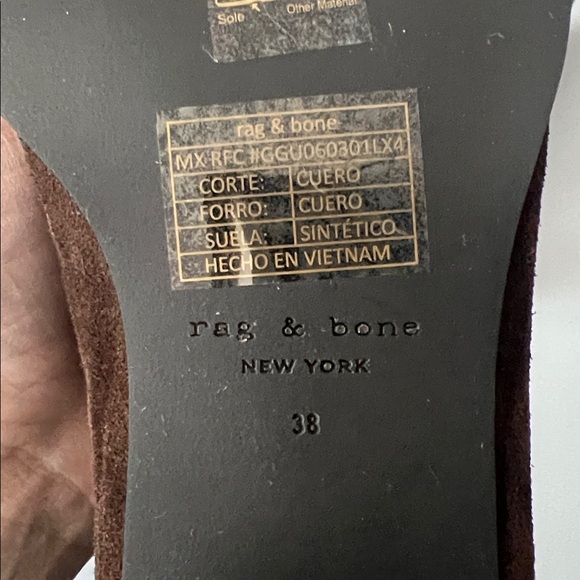 Sole Other Material
rag & bone
MX RFC #GGU060301LX4
CORTE: CUERO
FORRO: CUERO
SUELA: SINTÉTICO
HECHO EN VIETNAM
rag & bone
NEW YORK
38